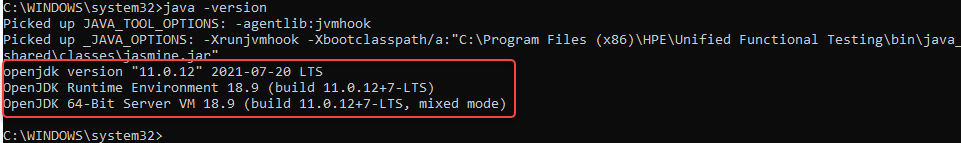 C:\WINDOWS\system32>java -version
Picked up JAVA_TOOL_OPTIONS: -agentlib:jvmhook
Picked up _JAVA_OPTIONS: -Xrunjvmhook -Xbootclasspath/a:"C:\Program Files (x86)\HPE\Unified Functional Testing\bin\java_
shared\classes\jasmine.jar"
openjdk version "11.0.12" 2021-07-20 LTS
OpenJDK Runtime Environment 18.9 (build 11.0.12+7-LTS)
OpenJDK 64-Bit Server VM 18.9 (build 11.0.12+7-LTS, mixed mode)
C:\WINDOWS\system32>